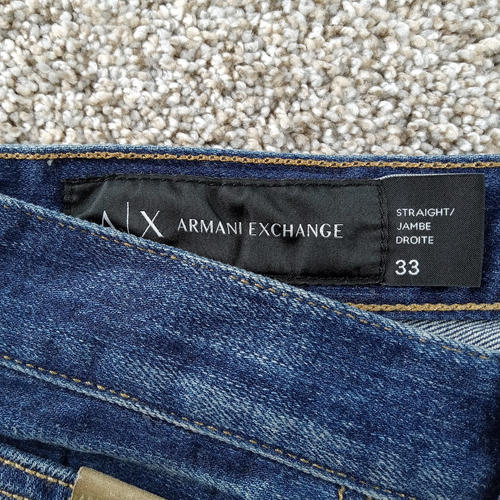 A|X ARMANI EXCHANGE
STRAIGHT/
JAMBE
DROITE
33